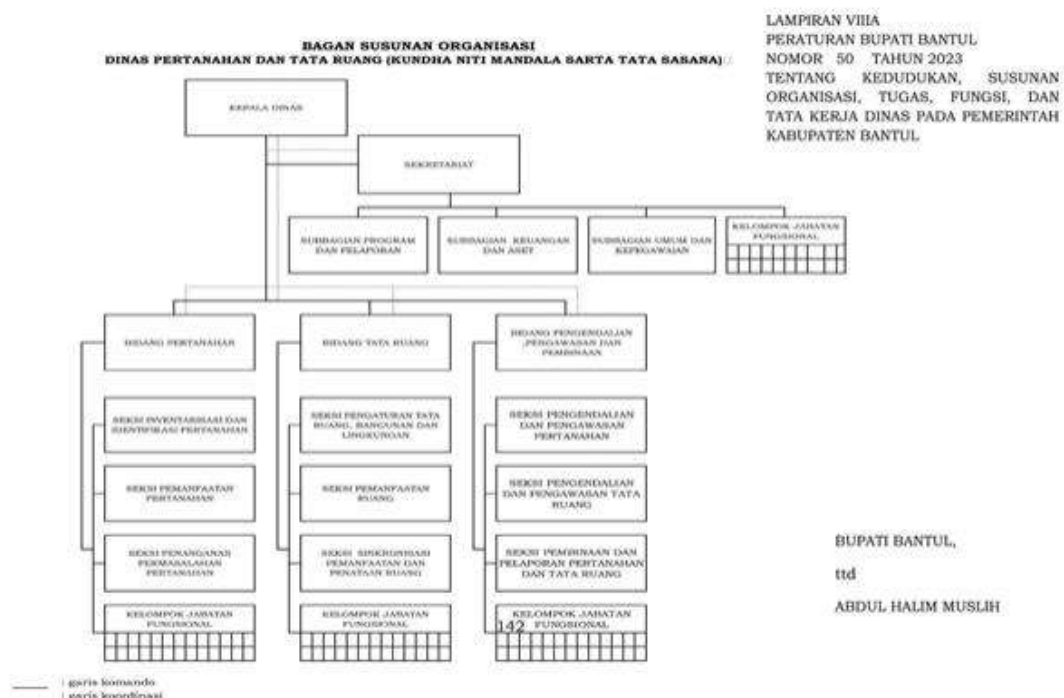 LAMPIRAN VIIIA
PERATURAN BUPATI BANTUL
NOMOR 50 TAHUN 2023
TENTANG KEDUDUKAN, SUSUNAN
ORGANISASI, TUGAS, FUNGSI, DAN
TATA KERJA DINAS PADA PEMERINTAH
KABUPATEN BANTUL
BAGAN SUSUNAN ORGANISASI
DINAS PERTANAHAN DAN TATA RUANG (KUNDHA NITI MANDALA SARTA TATA SASANA)
KEPALA DINAS
SEKRETARIAT
SUBBAGIAN PROGRAM
DAN PELAPORAN
SUBBAGIAN KEUANGAN
DAN ASET
SUBBAGIAN UMUM DAN
KEPEGAWAIAN
KELOMPOK JABATAN
FUNGSIONAL
BIDANG PERTANAHAN
BIDANG TATA RUANG
BIDANG PENGENDALIAN
,PENGAWASAN DAN
PEMBINAAN
SEKSI INVENTARISASI DAN
IDENTIFIKASI PERTANAHAN
SEKSI PENGATURAN TATA
RUANG, BANGUNAN DAN
LINGKUNGAN
SEKSI PENGENDALIAN
DAN PENGAWASAN
PERTANAHAN
SEKSI PEMANFAATAN
PERTANAHAN
SEKSI PEMANFAATAN
RUANG
SEKSI PENGENDALIAN
DAN PENGAWASAN TATA
RUANG
SEKSI PENANGANAN
PERMASALAHAN
PERTANAHAN
SEKSI SINKRONISASI
PEMANFAATAN DAN
PENATAAN RUANG
SEKSI PEMBINAAN DAN
PELAPORAN PERTANAHAN
DAN TATA RUANG
KELOMPOK JABATAN
FUNGSIONAL
KELOMPOK JABATAN
FUNGSIONAL
KELOMPOK JABATAN
FUNGSIONAL
142
BUPATI BANTUL,
ttd
ABDUL HALIM MUSLIH
: garis komando
: garis koordinasi